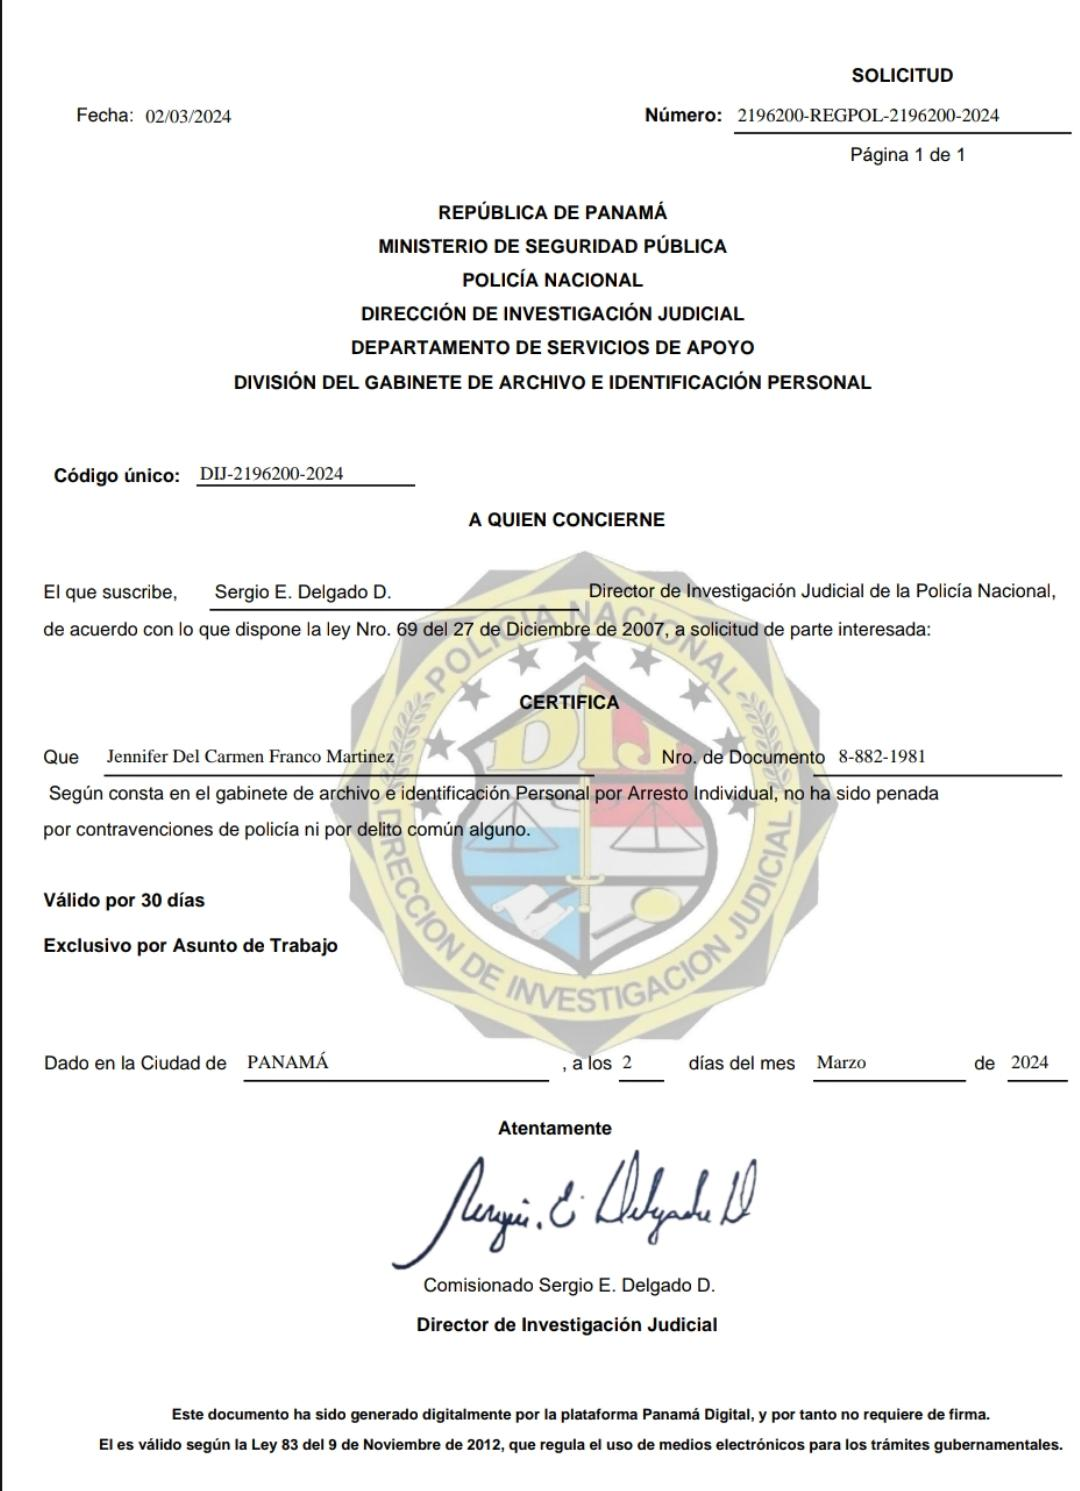 SOLICITUD
Fecha: 02/03/2024 Número: 2196200-REGPOL-2196200-2024
Página 1 de 1
REPÚBLICA DE PANAMÁ
MINISTERIO DE SEGURIDAD PÚBLICA
POLICÍA NACIONAL
DIRECCIÓN DE INVESTIGACIÓN JUDICIAL
DEPARTAMENTO DE SERVICIOS DE APOYO
DIVISIÓN DEL GABINETE DE ARCHIVO E IDENTIFICACIÓN PERSONAL
Código único: DIJ-2196200-2024
A QUIEN CONCIERNE
El que suscribe, Sergio E. Delgado D. Director de Investigación Judicial de la Policía Nacional,
de acuerdo con lo que dispone la ley Nro. 69 del 27 de Diciembre de 2007, a solicitud de parte interesada:
POLICIA NACIONAL
DIJ
DIRECCION DE INVESTIGACION JUDICIAL
CERTIFICA
Que Jennifer Del Carmen Franco Martinez Nro. de Documento 8-882-1981
Según consta en el gabinete de archivo e identificación Personal por Arresto Individual, no ha sido penada
por contravenciones de policía ni por delito común alguno.
Válido por 30 días
Exclusivo por Asunto de Trabajo
Dado en la Ciudad de PANAMÁ , a los 2 días del mes Marzo de 2024
Atentamente
Sergio. E. Delgado D
Comisionado Sergio E. Delgado D.
Director de Investigación Judicial
Este documento ha sido generado digitalmente por la plataforma Panamá Digital, y por tanto no requiere de firma.
El es válido según la Ley 83 del 9 de Noviembre de 2012, que regula el uso de medios electrónicos para los trámites gubernamentales.